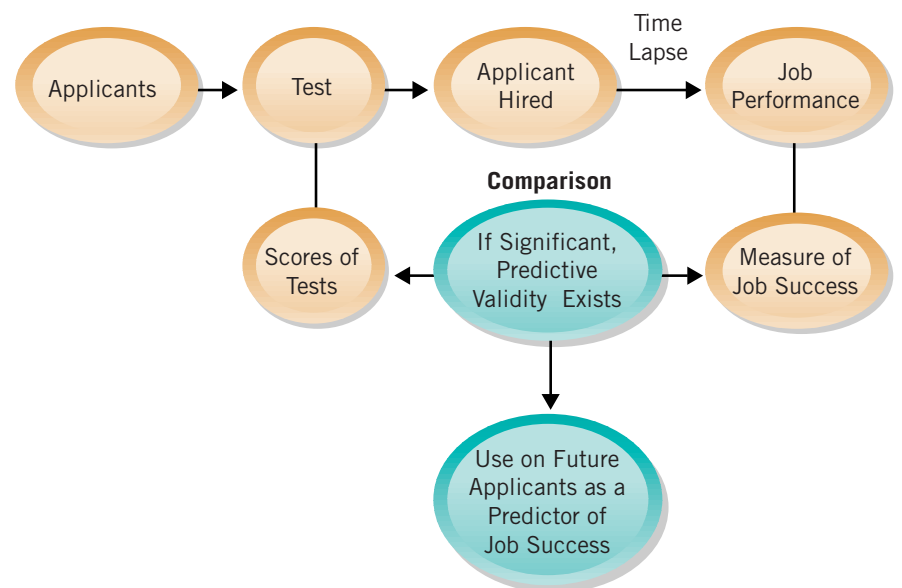 Time
Lapse
Applicants
Test
Applicant
Hired
Job
Performance
Comparison
Scores of
Tests
If Significant,
Predictive
Validity Exists
Measure of
Job Success
Use on Future
Applicants as a
Predictor of
Job Success